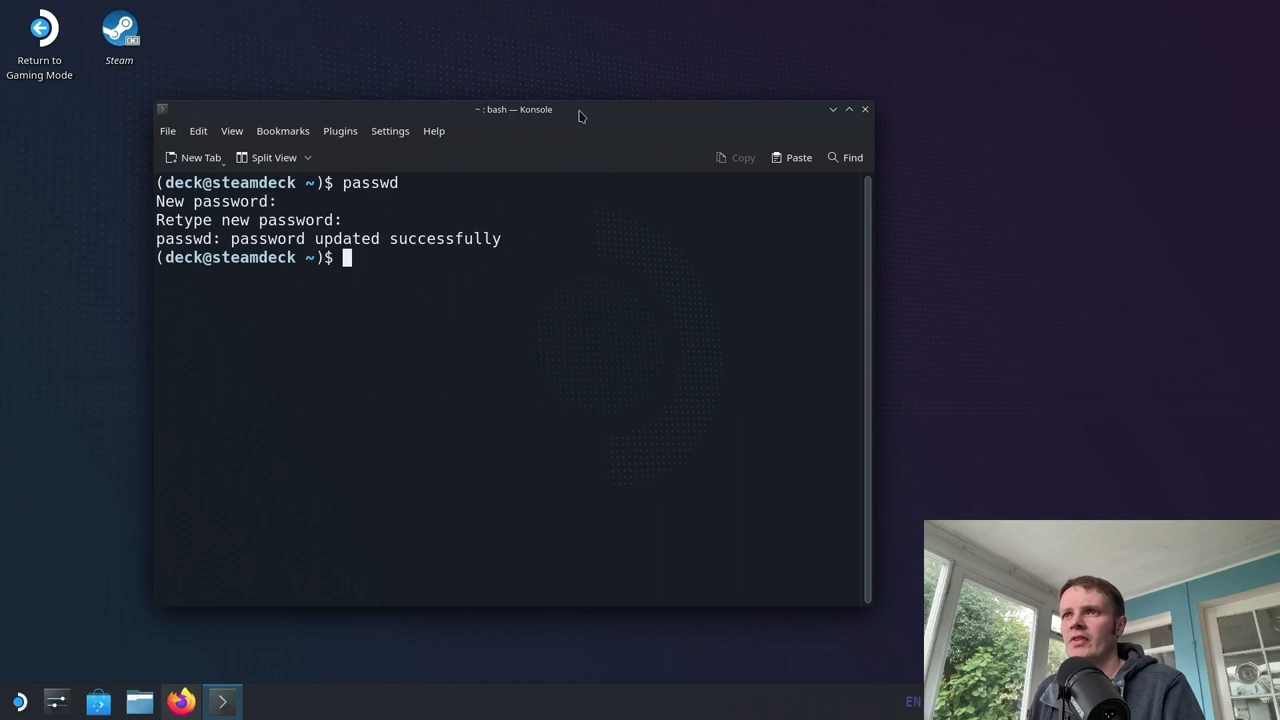 Return to
Gaming Mode
Steam
~ : bash — Konsole
File Edit View Bookmarks Plugins Settings Help
New Tab Split View Copy Paste Find
(deck@steamdeck ~)$ passwd
New password:
Retype new password:
passwd: password updated successfully
(deck@steamdeck ~)$
EN